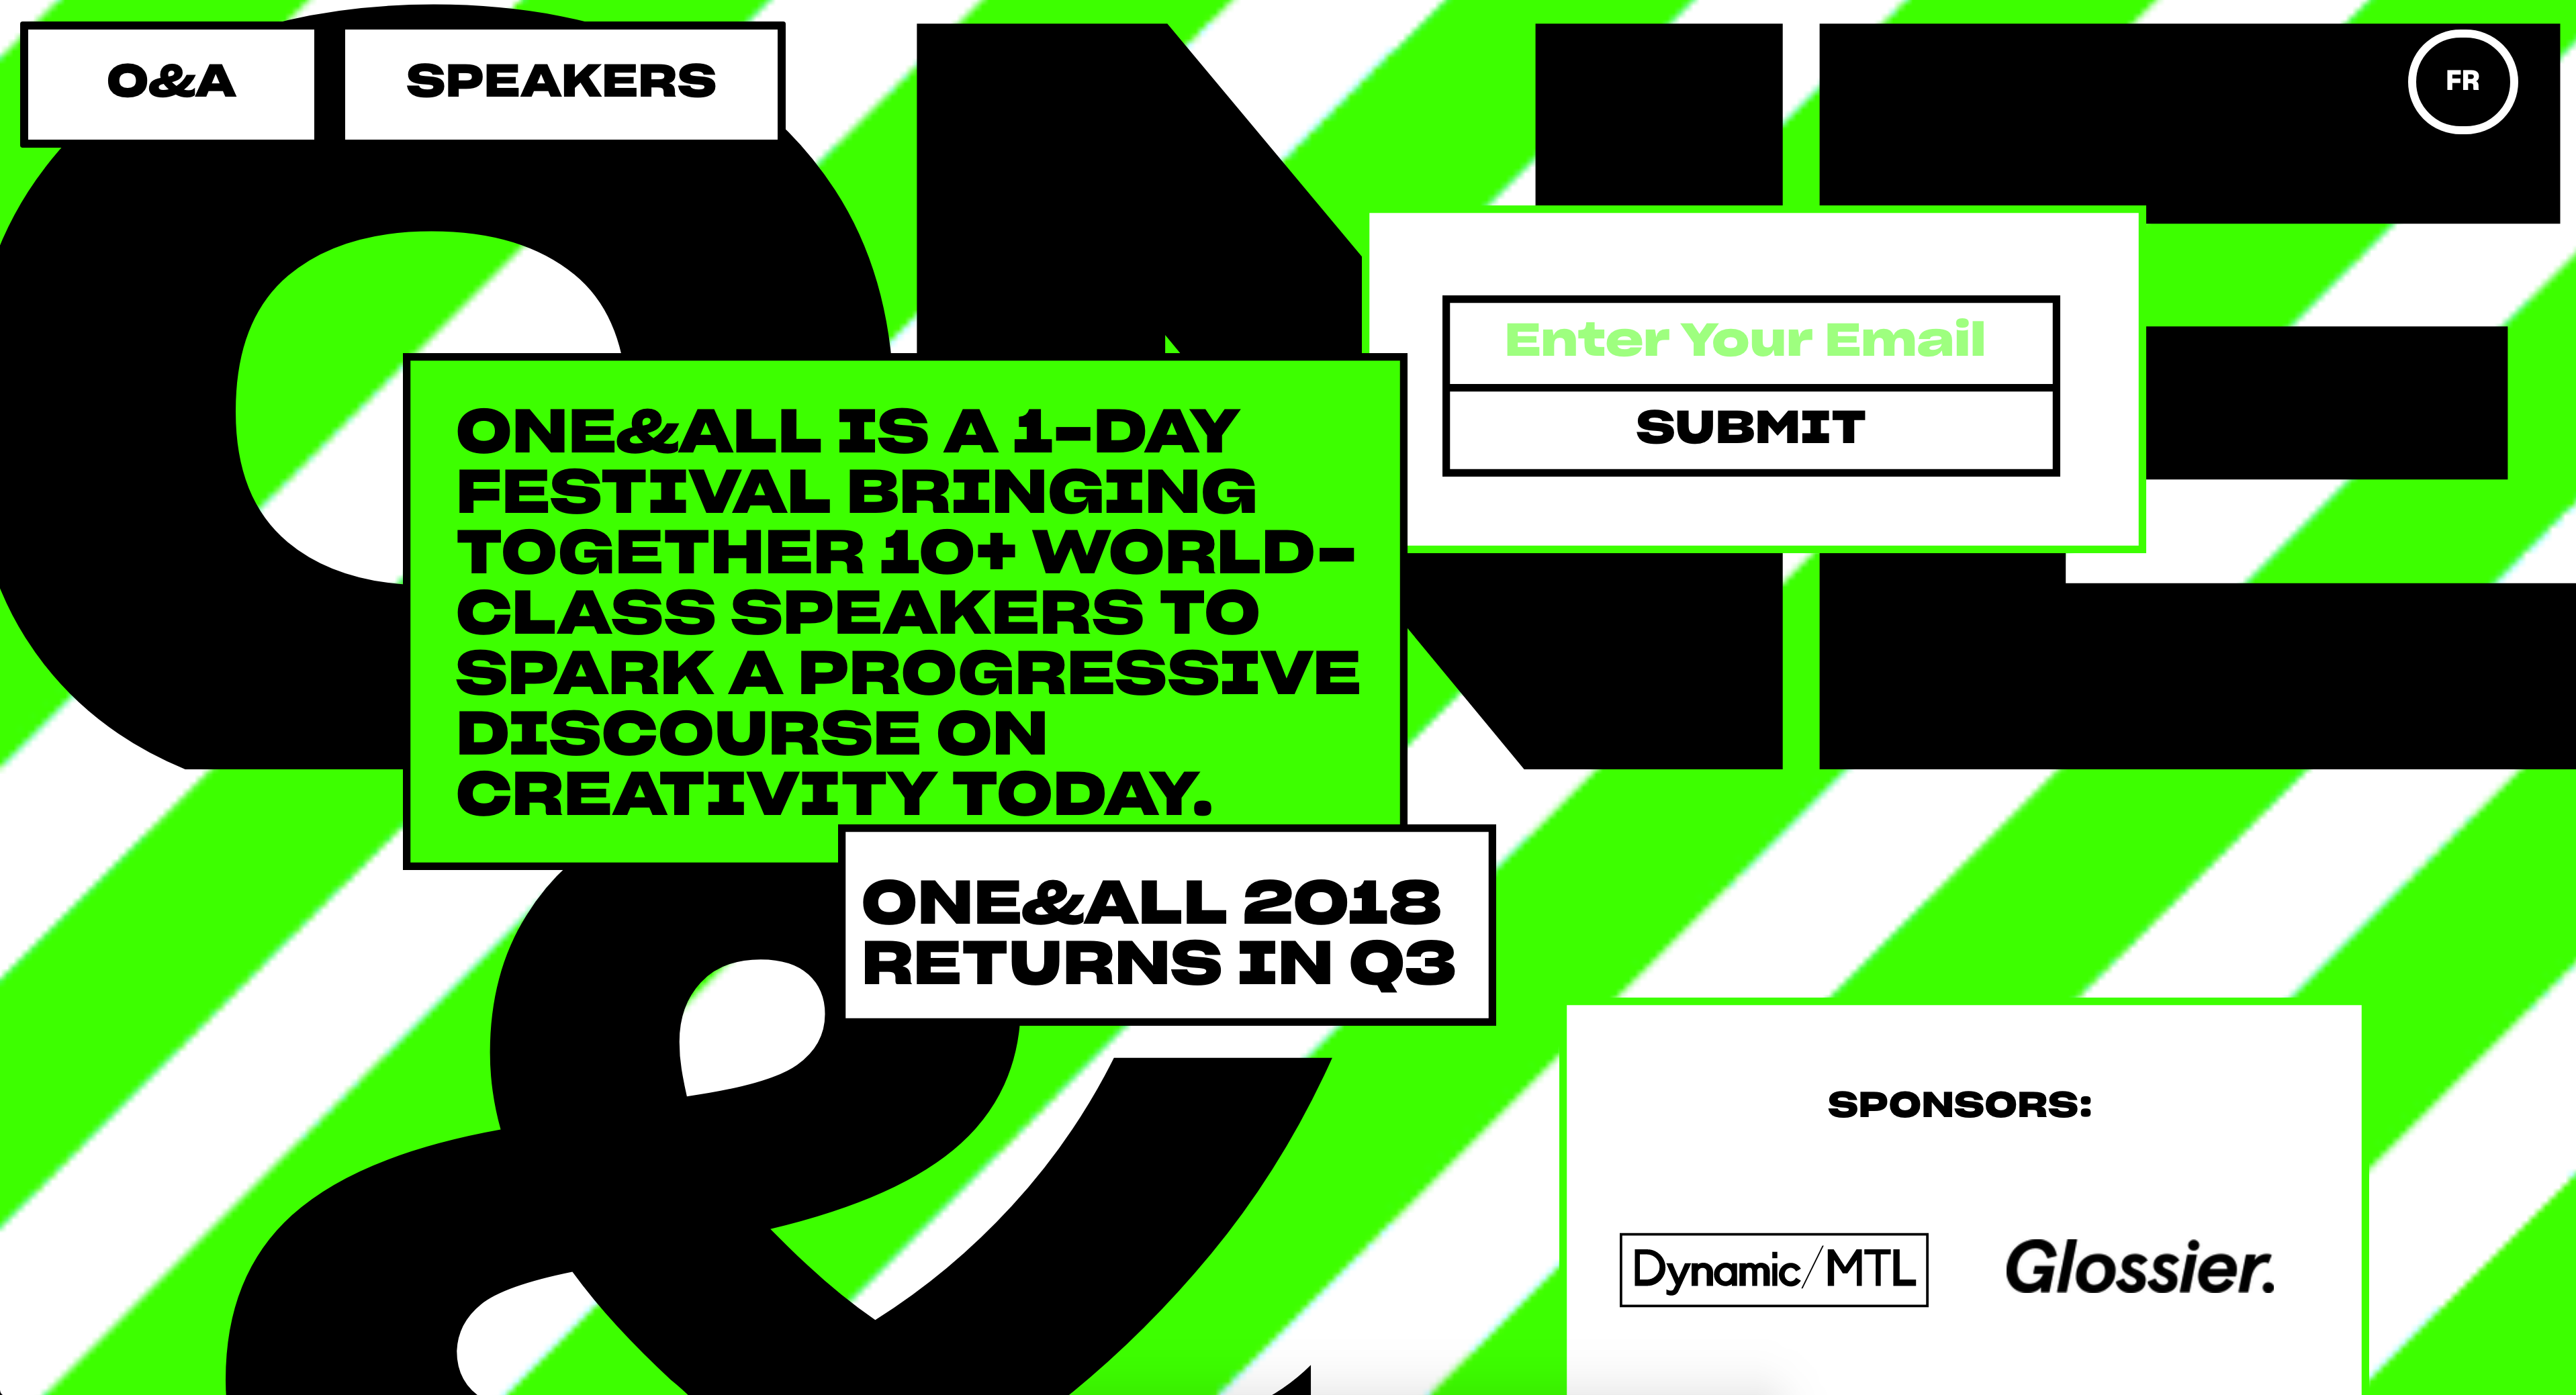 O&A
SPEAKERS
FR
ONE
Enter Your Email
SUBMIT
ONE&ALL IS A 1-DAY
FESTIVAL BRINGING
TOGETHER 10+ WORLD-
CLASS SPEAKERS TO
SPARK A PROGRESSIVE
DISCOURSE ON
CREATIVITY TODAY.
ONE&ALL 2018
RETURNS IN Q3
&
SPONSORS:
Dynamic/MTL
Glossier.